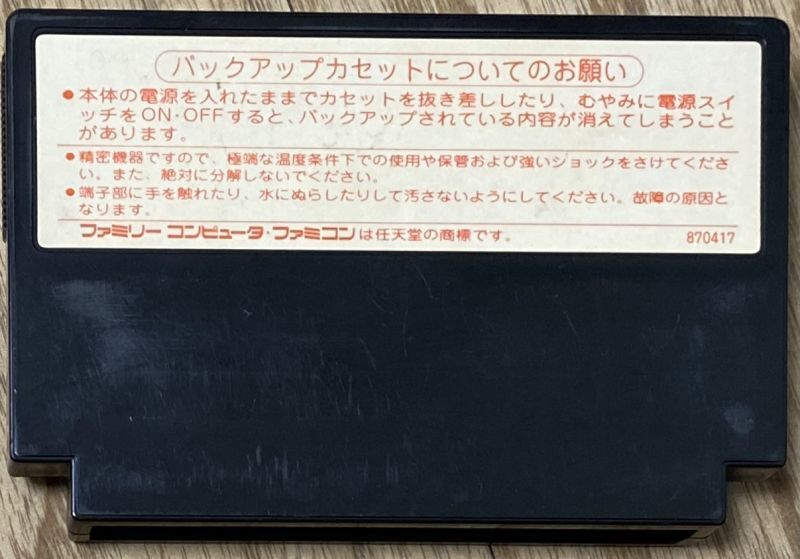 バックアップカセットについてのお願い
●本体の電源を入れたままでカセットを抜き差ししたり、むやみに電源スイ
ッチをON・OFFすると、バックアップされている内容が消えてしまうこと
があります。
●精密機器ですので、極端な温度条件下での使用や保管および強いショックをさけてくださ
い。また、絶対に分解しないでください。
●端子部に手を触れたり、水にぬらしたりして汚さないようにしてください。故障の原因と
なります。
ファミリーコンピュータ・ファミコンは任天堂の商標です。 870417